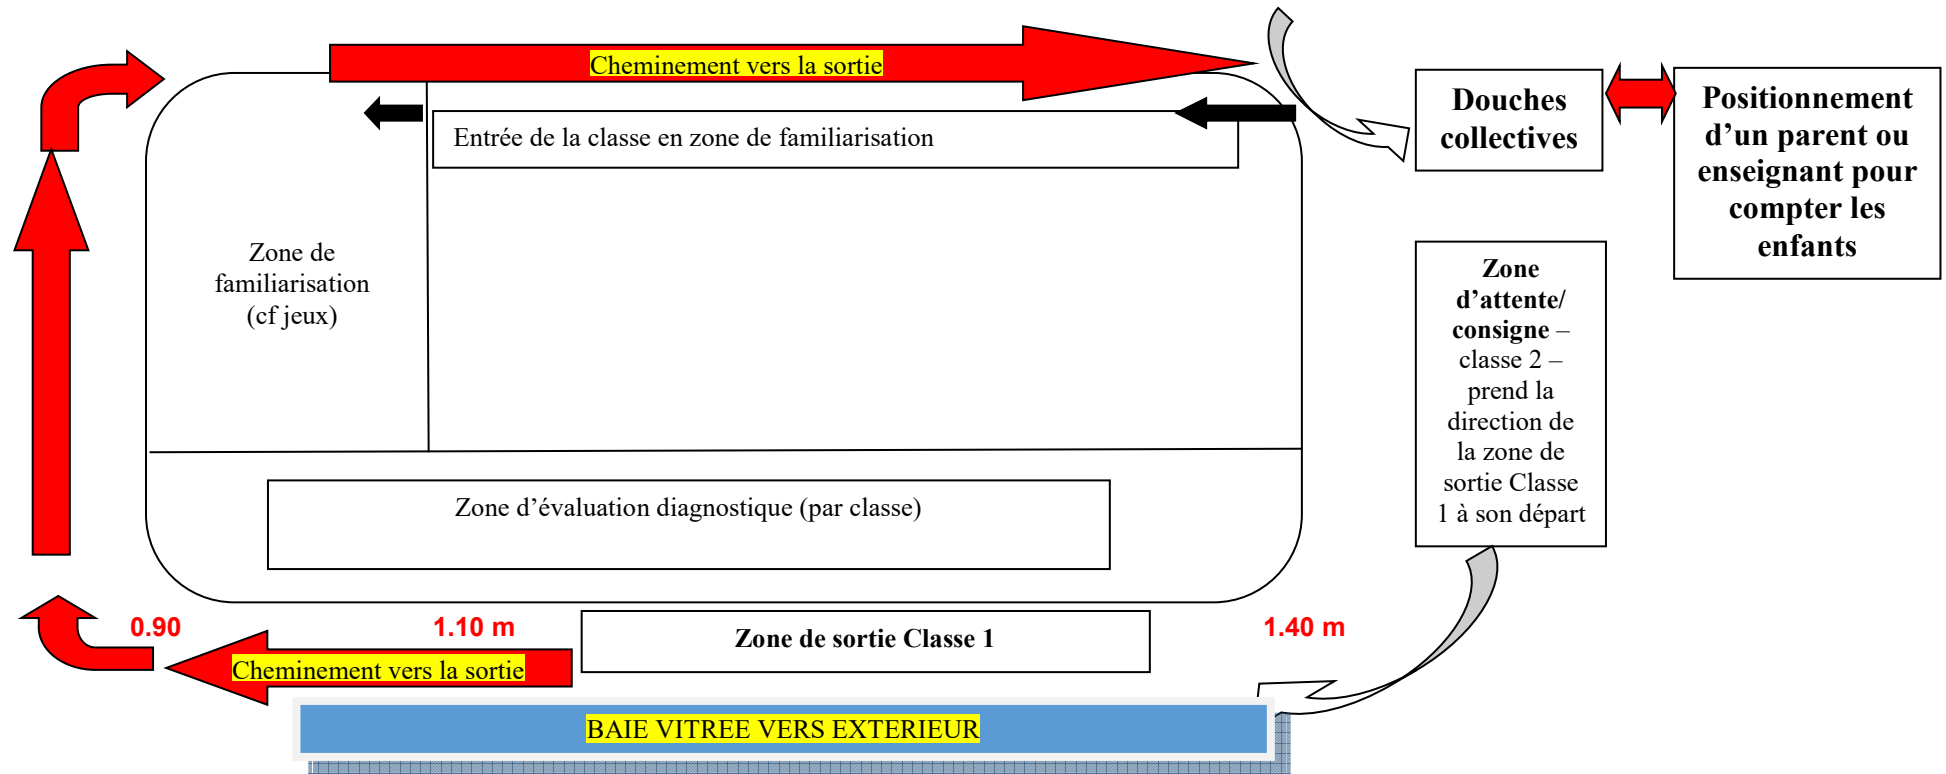 Cheminement vers la sortie
Entrée de la classe en zone de familiarisation
Douches
collectives
Positionnement
d’un parent ou
enseignant pour
compter les
enfants
Zone de
familiarisation
(cf jeux)
Zone
d’attente/
consigne –
classe 2 –
prend la
direction de
la zone de
sortie Classe
1 à son départ
Zone d’évaluation diagnostique (par classe)
0.90
1.10 m
Zone de sortie Classe 1
1.40 m
Cheminement vers la sortie
BAIE VITREE VERS EXTERIEUR